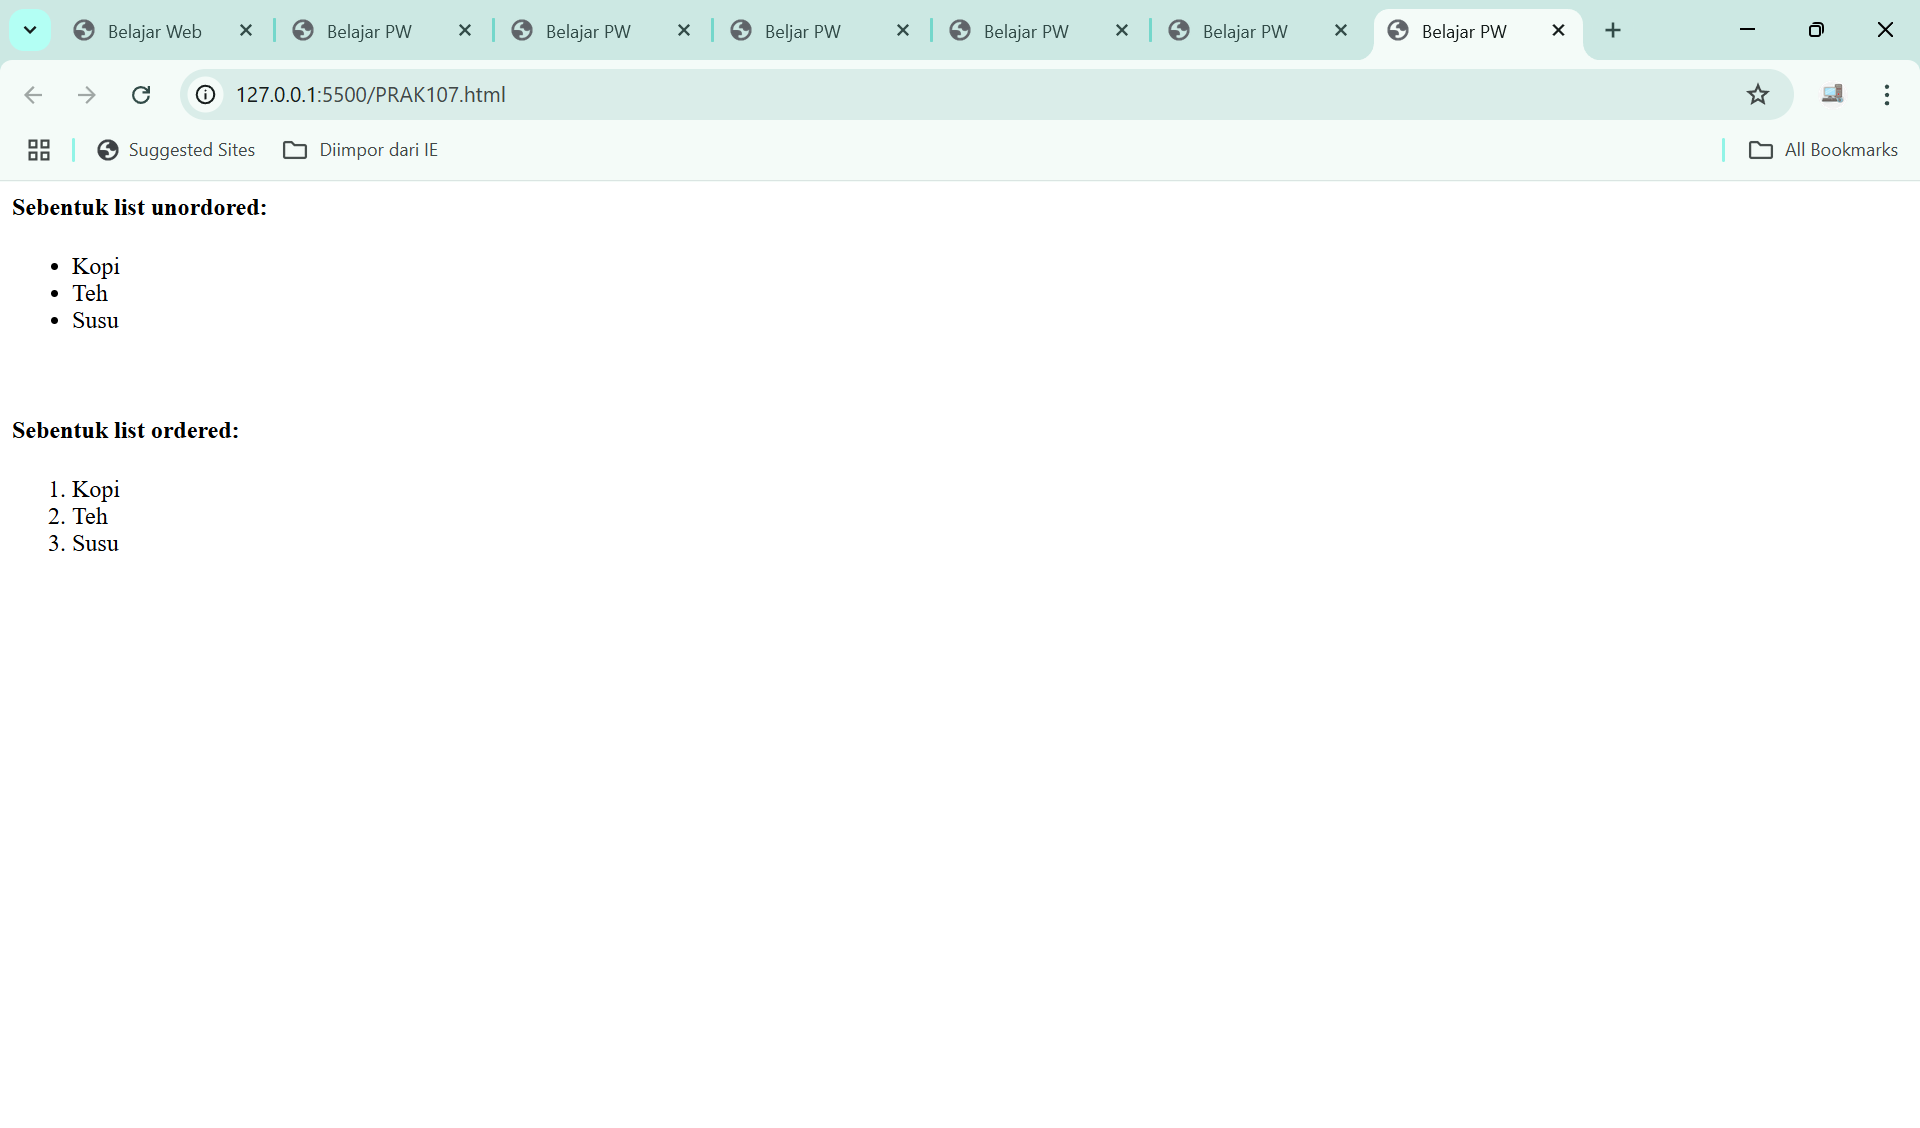 Belajar Web
Belajar PW
Belajar PW
Beljar PW
Belajar PW
Belajar PW
Belajar PW
127.0.0.1:5500/PRAK107.html
Suggested Sites
Diimpor dari IE
All Bookmarks
Sebentuk list unordored:
• Kopi
• Teh
• Susu
Sebentuk list ordered:
1. Kopi
2. Teh
3. Susu